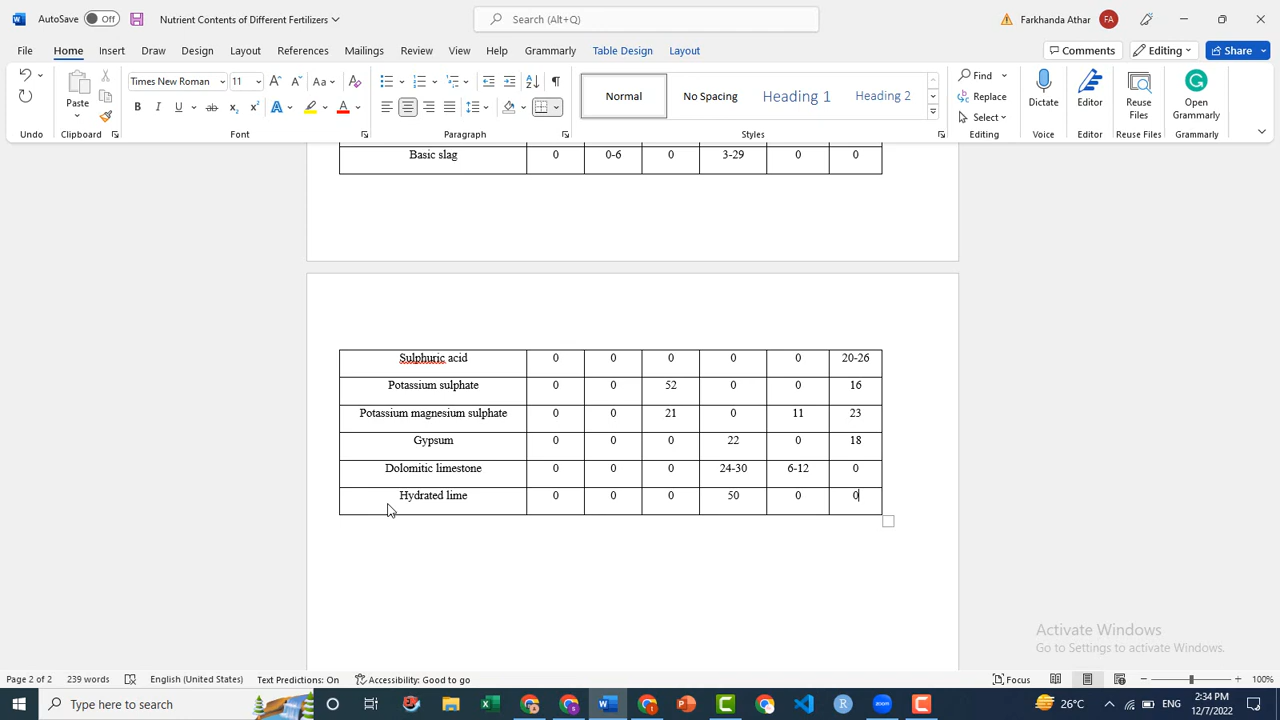 AutoSave Off Nutrient Contents of Different Fertilizers Search (Alt+Q) Farkhanda Athar FA
File Home Insert Draw Design Layout References Mailings Review View Help Grammarly Table Design Layout Comments Editing Share
Times New Roman 11 Aa Normal No Spacing Heading 1 Heading 2 Find Replace Select
Paste B I U ab x₂ x² A A Dictate Editor Reuse Files Open Grammarly
Undo Clipboard Font Paragraph Styles Editing Voice Editor Reuse Files Grammarly
Basic slag 0 0-6 0 3-29 0 0
Sulphuric acid 0 0 0 0 0 20-26
Potassium sulphate 0 0 52 0 0 16
Potassium magnesium sulphate 0 0 21 0 11 23
Gypsum 0 0 0 22 0 18
Dolomitic limestone 0 0 0 24-30 6-12 0
Hydrated lime 0 0 0 50 0 0
Activate Windows
Go to Settings to activate Windows.
Page 2 of 2 239 words English (United States) Text Predictions: On Accessibility: Good to go Focus 100%
Type here to search 26°C ENG 2:34 PM
12/7/2022